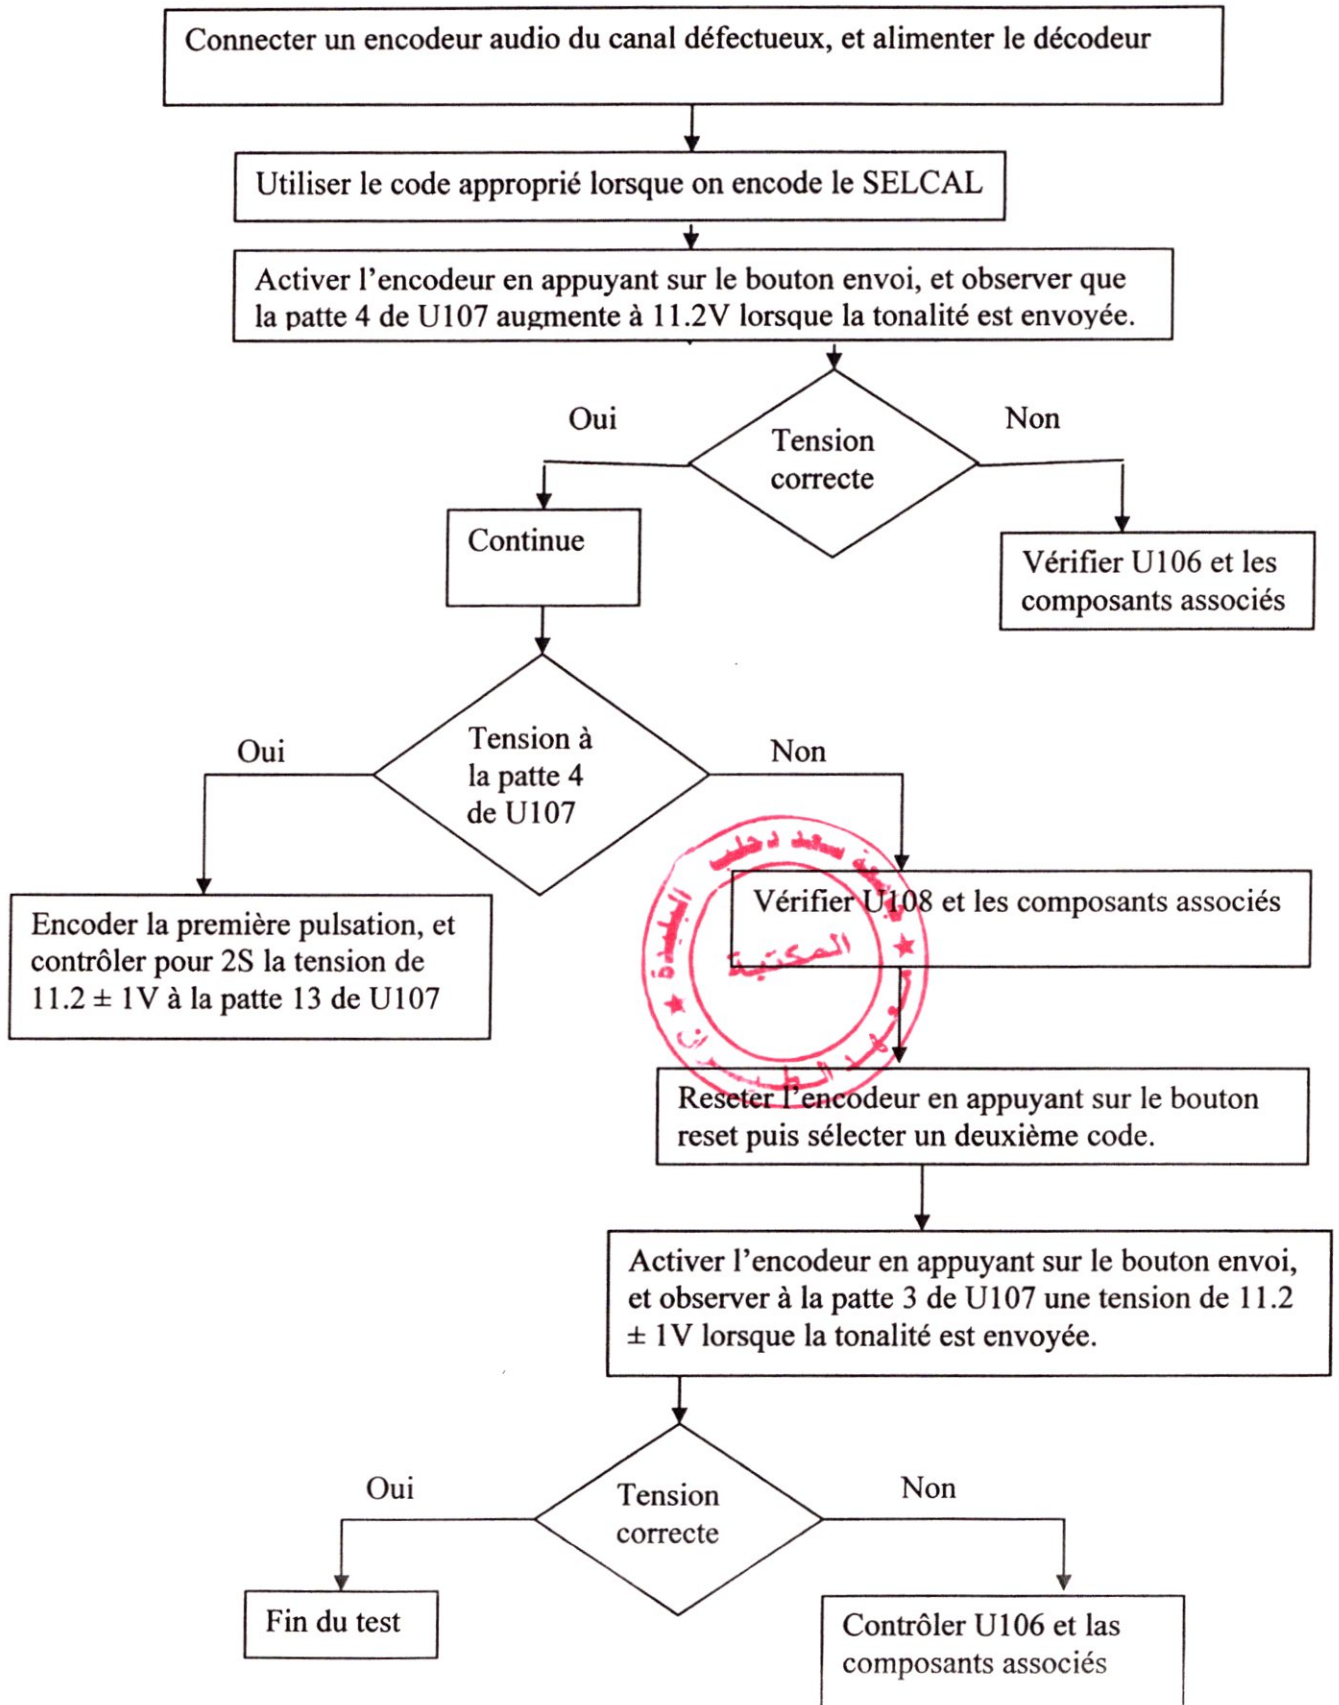 Connecter un encodeur audio du canal défectueux, et alimenter le décodeur
Utiliser le code approprié lorsque on encode le SELCAL
Activer l’encodeur en appuyant sur le bouton envoi, et observer que
la patte 4 de U107 augmente à 11.2V lorsque la tonalité est envoyée.
Oui
Non
Tension
correcte
Continue
Vérifier U106 et les
composants associés
Oui
Tension à
la patte 4
de U107
Non
Encoder la première pulsation, et
contrôler pour 2S la tension de
11.2 ± 1V à la patte 13 de U107
Vérifier U108 et les composants associés
جامعة سعد دحلب البليدة
المكتبة
معهد الطيران
Reseter l’encodeur en appuyant sur le bouton
reset puis sélecter un deuxième code.
Activer l’encodeur en appuyant sur le bouton envoi,
et observer à la patte 3 de U107 une tension de 11.2
± 1V lorsque la tonalité est envoyée.
Oui
Non
Tension
correcte
Fin du test
Contrôler U106 et las
composants associés